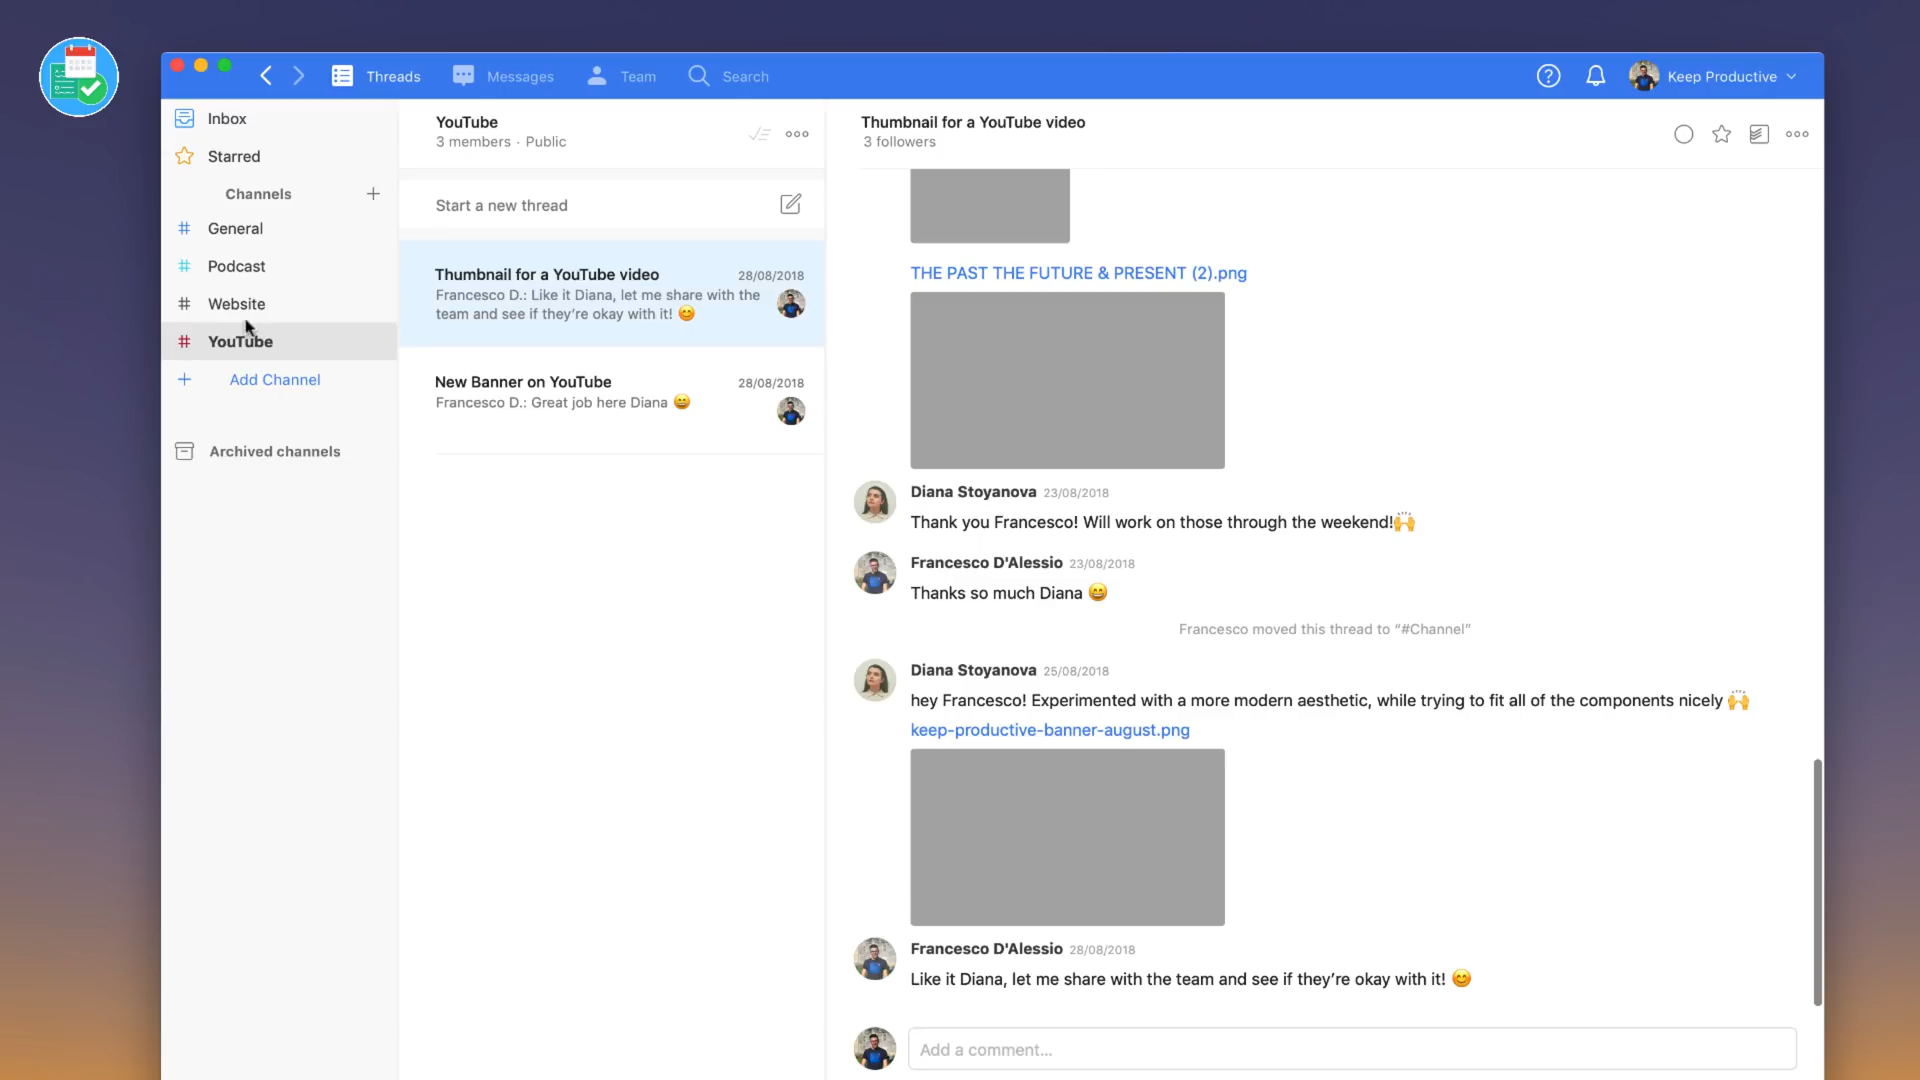 Threads
Messages
Team
Search
Keep Productive
Inbox
Starred
Channels
General
Podcast
Website
YouTube
Add Channel
Archived channels
YouTube
3 members · Public
Start a new thread
Thumbnail for a YouTube video
28/08/2018
Francesco D.: Like it Diana, let me share with the
team and see if they’re okay with it! 😊
New Banner on YouTube
28/08/2018
Francesco D.: Great job here Diana 😄
Thumbnail for a YouTube video
3 followers
THE PAST THE FUTURE & PRESENT (2).png
Diana Stoyanova 23/08/2018
Thank you Francesco! Will work on those through the weekend!🙌
Francesco D'Alessio 23/08/2018
Thanks so much Diana 😄
Francesco moved this thread to “#Channel”
Diana Stoyanova 25/08/2018
hey Francesco! Experimented with a more modern aesthetic, while trying to fit all of the components nicely 🙌
keep-productive-banner-august.png
Francesco D'Alessio 28/08/2018
Like it Diana, let me share with the team and see if they’re okay with it! 😊
Add a comment...